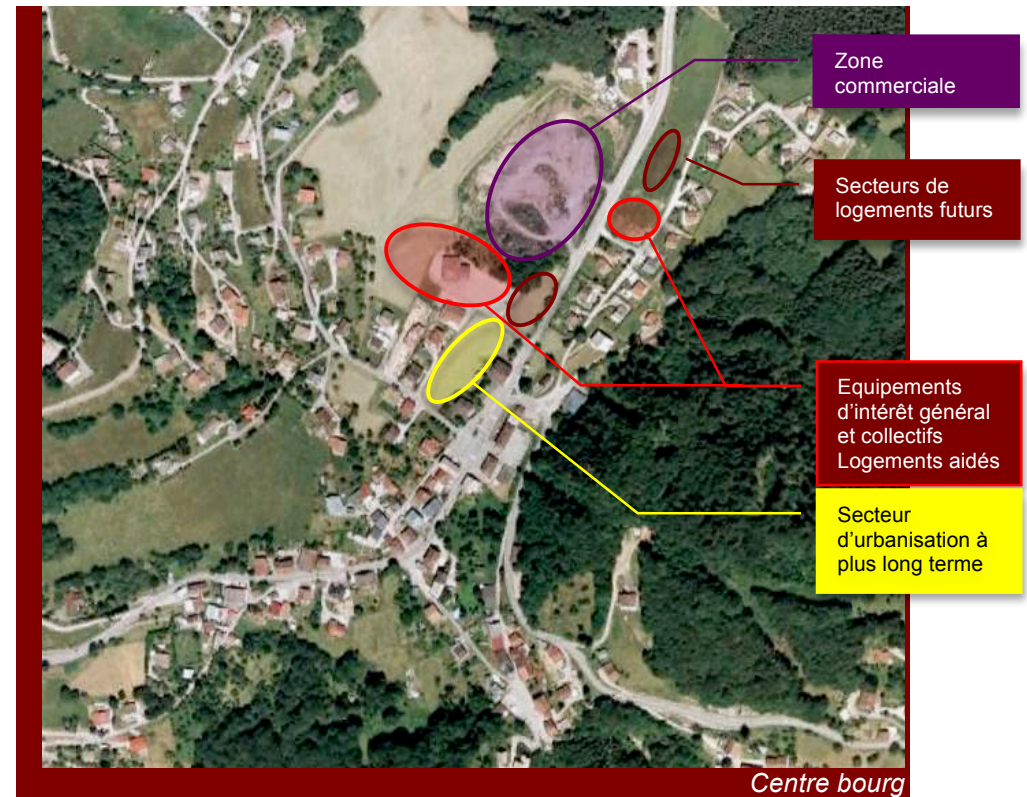 Zone
commerciale
Secteurs de
logements futurs
Equipements
d'intérêt général
et collectifs
Logements aidés
Secteur
d'urbanisation à
plus long terme
Centre bourg